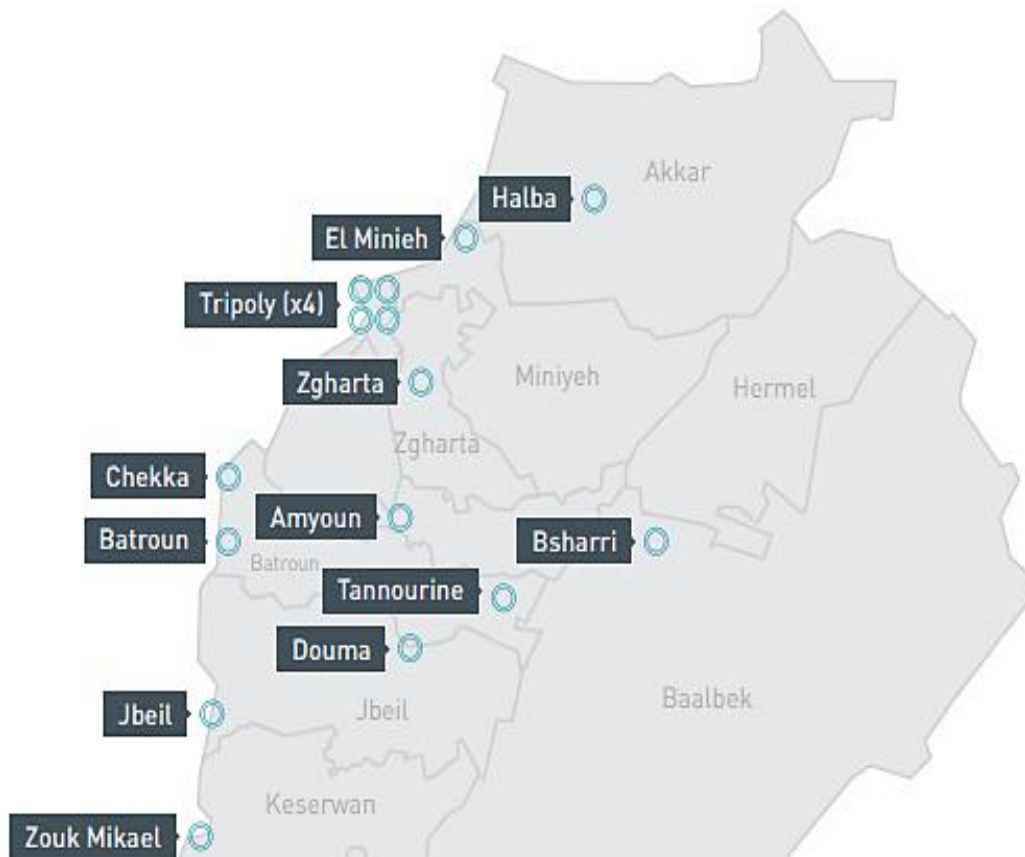 Akkar
Halba
El Minieh
Tripoly (x4)
Miniyeh
Zgharta
Hermel
Zgharta
Chekka
Amyoun
Batroun
Bsharri
Batroun
Tannourine
Douma
Baalbek
Jbeil
Jbeil
Keserwan
Zouk Mikael